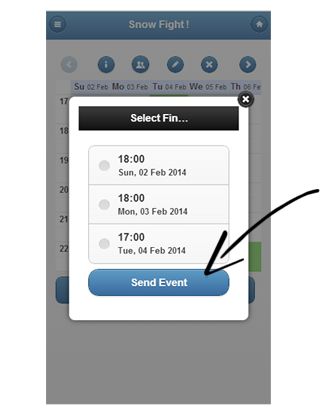 Snow Fight!
Su 02 Feb Mo 03 Feb Tu 04 Feb We 05 Feb Th 06 Fe
17
18
19
20
21
22
Select Fin...
18:00
Sun, 02 Feb 2014
18:00
Mon, 03 Feb 2014
17:00
Tue, 04 Feb 2014
Send Event